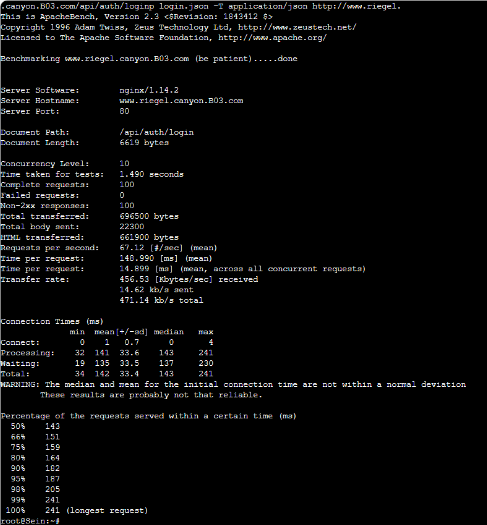 .canyon.B03.com/api/auth/loginp login.json -T application/json http://www.riegel.
This is ApacheBench, Version 2.3 <$Revision: 1843412 $>
Copyright 1996 Adam Twiss, Zeus Technology Ltd, http://www.zeustech.net/
Licensed to The Apache Software Foundation, http://www.apache.org/
Benchmarking www.riegel.canyon.B03.com (be patient).....done
Server Software: nginx/1.14.2
Server Hostname: www.riegel.canyon.B03.com
Server Port: 80
Document Path: /api/auth/login
Document Length: 6619 bytes
Concurrency Level: 10
Time taken for tests: 1.490 seconds
Complete requests: 100
Failed requests: 0
Non-2xx responses: 100
Total transferred: 696500 bytes
Total body sent: 22300
HTML transferred: 661900 bytes
Requests per second: 67.12 [#/sec] (mean)
Time per request: 148.990 [ms] (mean)
Time per request: 14.899 [ms] (mean, across all concurrent requests)
Transfer rate: 456.53 [Kbytes/sec] received
14.62 kb/s sent
471.14 kb/s total
Connection Times (ms)
min mean[+/-sd] median max
Connect: 0 1 0.7 0 4
Processing: 32 141 33.6 143 241
Waiting: 19 135 33.5 137 230
Total: 34 142 33.4 143 241
WARNING: The median and mean for the initial connection time are not within a normal deviation
These results are probably not that reliable.
Percentage of the requests served within a certain time (ms)
50% 143
66% 151
75% 159
80% 164
90% 182
95% 187
98% 205
99% 241
100% 241 (longest request)
root@Sein:~#